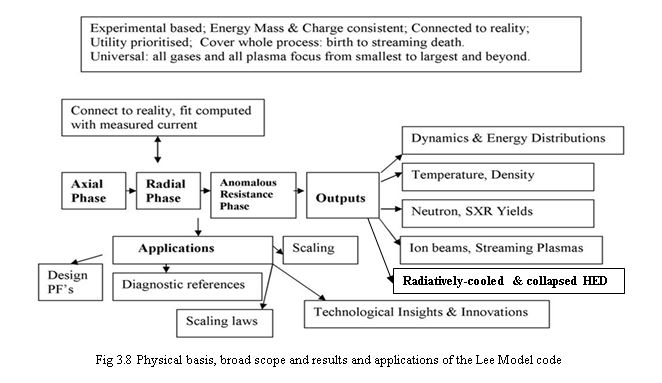 Experimental based; Energy Mass & Charge consistent; Connected to reality;
Utility prioritised; Cover whole process: birth to streaming death.
Universal: all gases and all plasma focus from smallest to largest and beyond.
Connect to reality, fit computed
with measured current
Dynamics & Energy Distributions
Axial
Phase
Radial
Phase
Anomalous
Resistance
Phase
Outputs
Temperature, Density
Neutron, SXR Yields
Ion beams, Streaming Plasmas
Radiatively-cooled & collapsed HED
Applications
Scaling
Design
PF's
Diagnostic references
Scaling laws
Technological Insights & Innovations
Fig 3.8 Physical basis, broad scope and results and applications of the Lee Model code